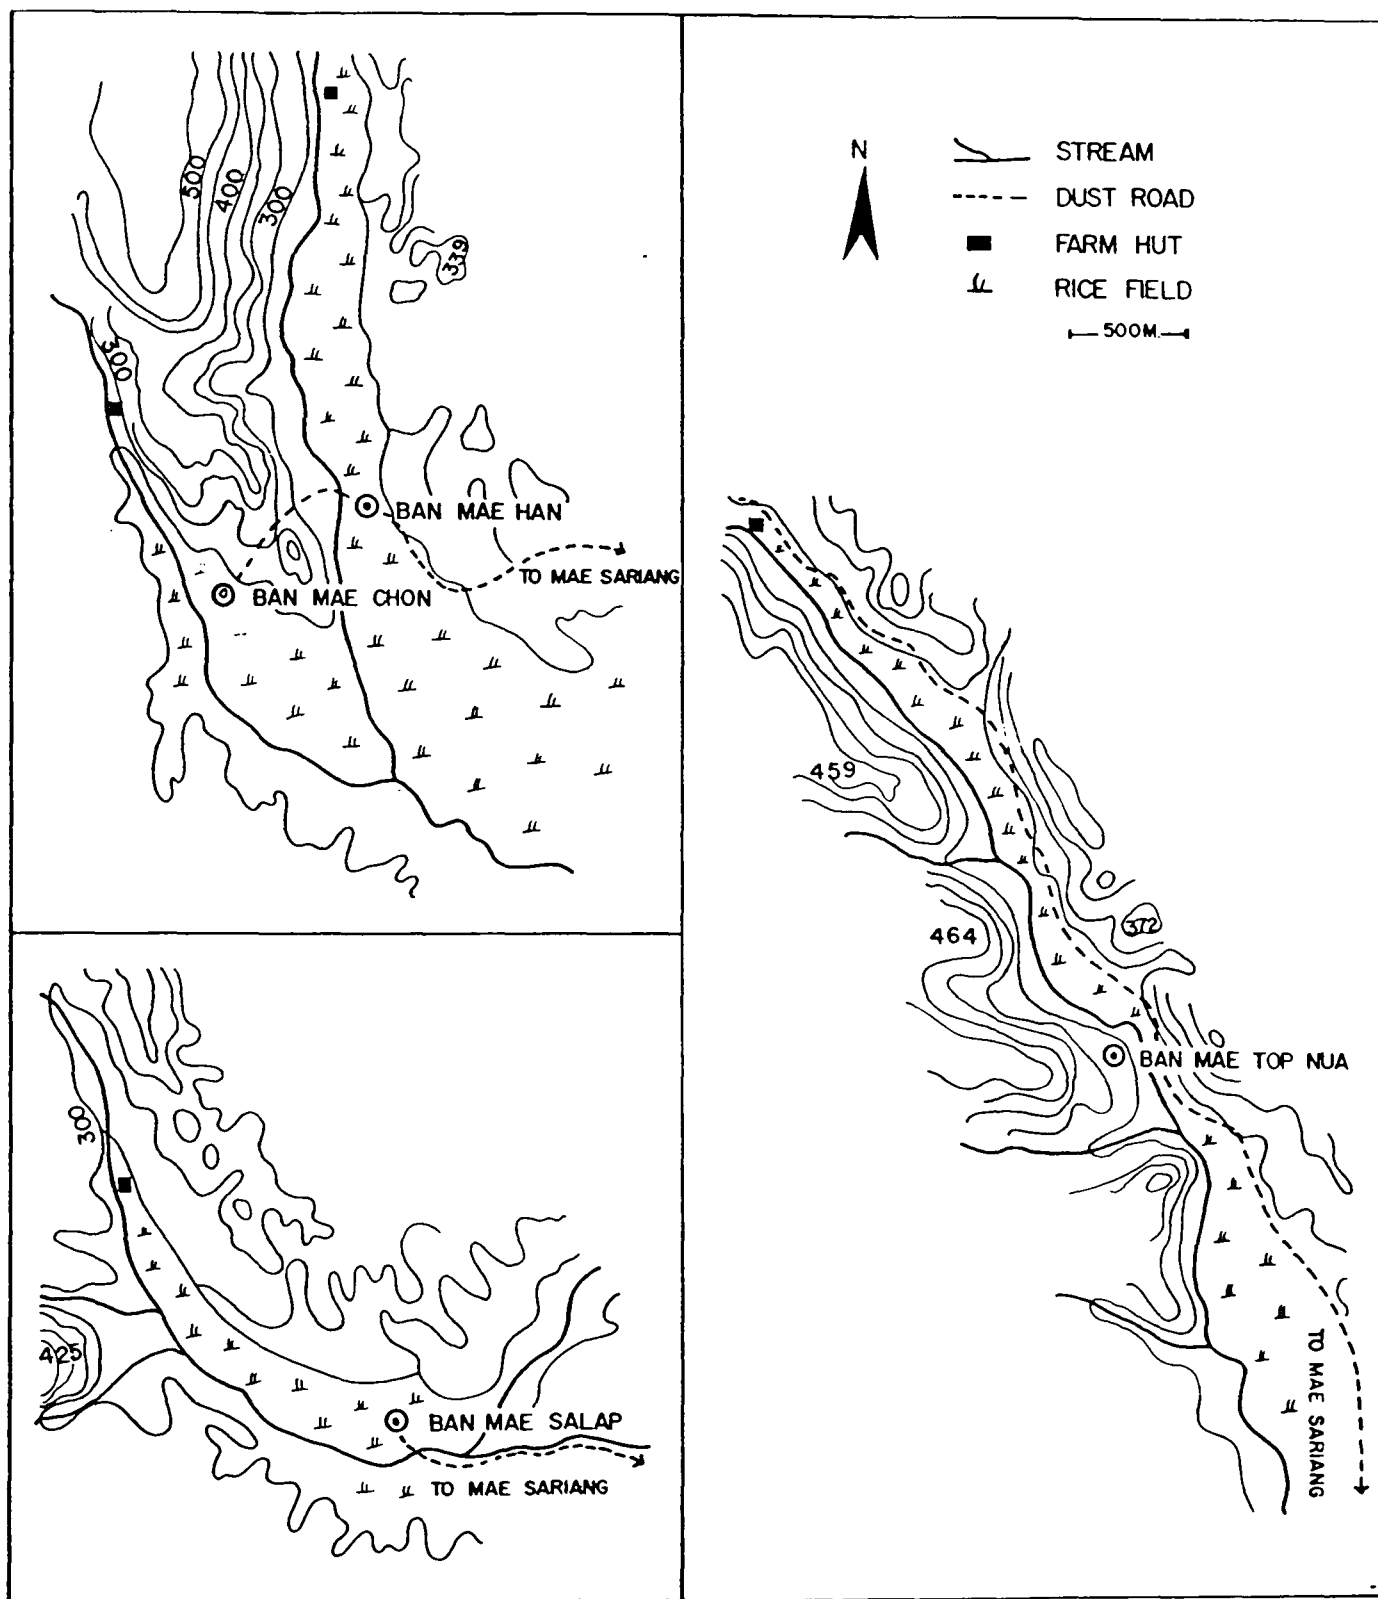 500
400
300
339
300
BAN MAE HAN
TO MAE SARIANG
BAN MAE CHON
N
STREAM
DUST ROAD
FARM HUT
RICE FIELD
500M.
459
464
372
BAN MAE TOP NUA
TO MAE SARIANG
300
425
BAN MAE SALAP
TO MAE SARIANG